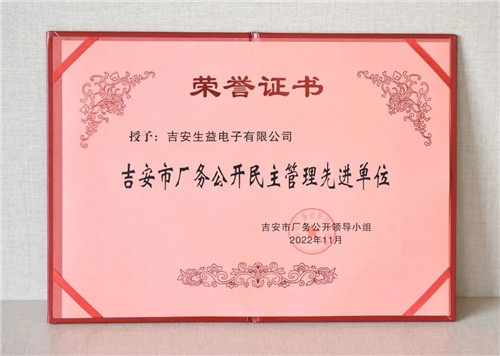 荣誉证书
授予：吉安生益电子有限公司
吉安市厂务公开民主管理先进单位
吉安市厂务公开领导小组
2022年11月